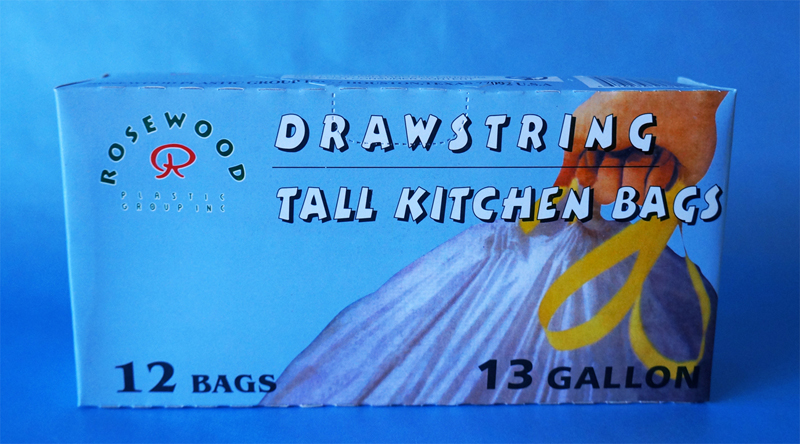 ROSEWOOD
PLASTIC
GROUP INC
DRAWSTRING
TALL KITCHEN BAGS
12 BAGS
13 GALLON